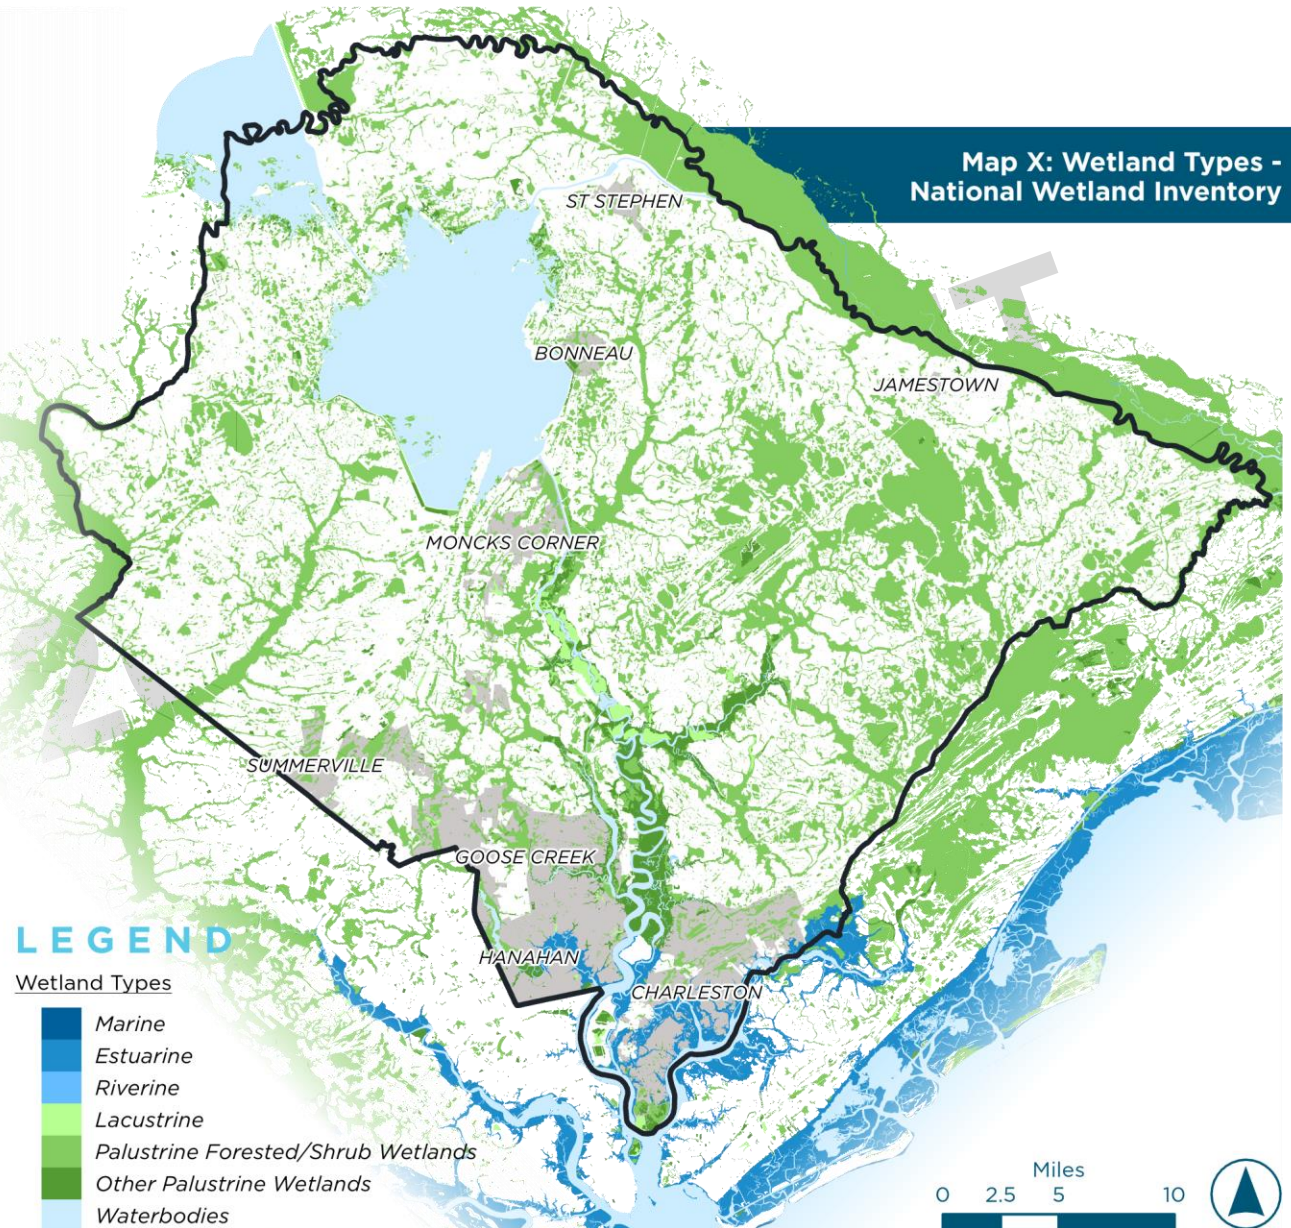 Map X: Wetland Types -
National Wetland Inventory
ST STEPHEN
BONNEAU
JAMESTOWN
MONCKS CORNER
SUMMERVILLE
GOOSE CREEK
HANAHAN
CHARLESTON
LEGEND
Wetland Types
Marine
Estuarine
Riverine
Lacustrine
Palustrine Forested/Shrub Wetlands
Other Palustrine Wetlands
Waterbodies
Miles
0 2.5 5 10